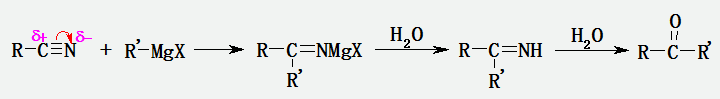 δ+ δ− H₂O H₂O O
R−C≡N + R'−MgX → R−C=NMgX → R−C=NH → R−C−R'
R' R'